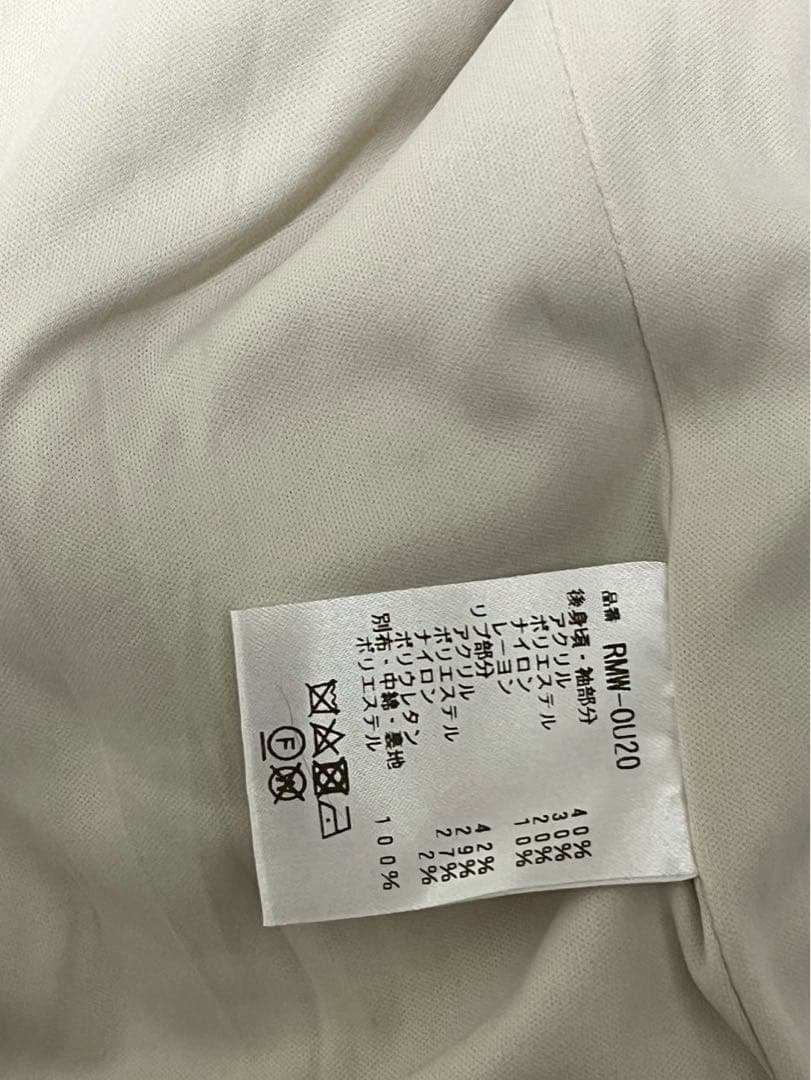 品番 RMW-OU20
後身頃・袖部分
アクリル 40%
ポリエステル 30%
ナイロン 20%
レーヨン 10%
リブ部分
アクリル 42%
ポリエステル 29%
ナイロン 27%
ポリウレタン 2%
別布・中綿・裏地
ポリエステル 100%
F
W